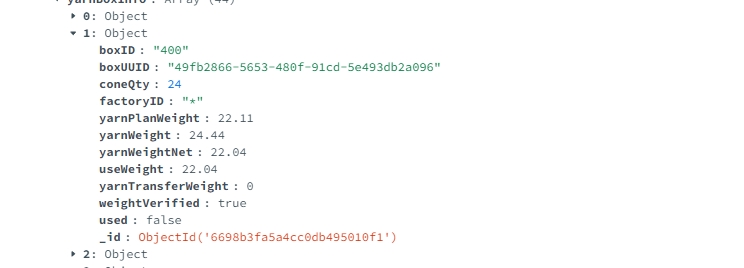 yarnBoxInfo : Array (44)
0: Object
1: Object
boxID : "400"
boxUUID : "49fb2866-5653-480f-91cd-5e493db2a096"
coneQty : 24
factoryID : "*"
yarnPlanWeight : 22.11
yarnWeight : 24.44
yarnWeightNet : 22.04
useWeight : 22.04
yarnTransferWeight : 0
weightVerified : true
used : false
_id : ObjectId('6698b3fa5a4cc0db495010f1')
2: Object